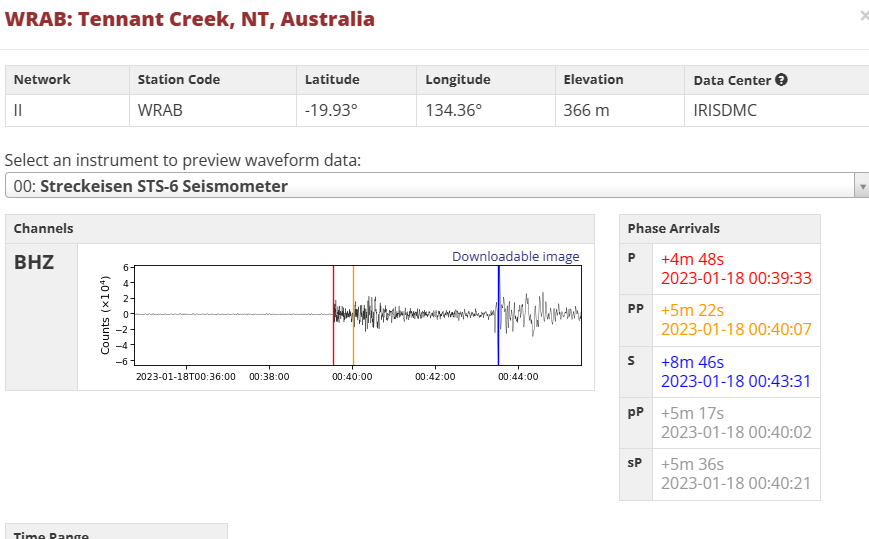 WRAB: Tennant Creek, NT, Australia
×
Network Station Code Latitude Longitude Elevation Data Center ?
II WRAB -19.93° 134.36° 366 m IRISDMC
Select an instrument to preview waveform data:
00: Streckeisen STS-6 Seismometer
Channels
BHZ
Downloadable image
Counts (×10⁴)
6
4
2
0
−2
−4
−6
2023-01-18T00:36:00 00:38:00 00:40:00 00:42:00 00:44:00
Phase Arrivals
P +4m 48s
2023-01-18 00:39:33
PP +5m 22s
2023-01-18 00:40:07
S +8m 46s
2023-01-18 00:43:31
pP +5m 17s
2023-01-18 00:40:02
sP +5m 36s
2023-01-18 00:40:21
Time Range